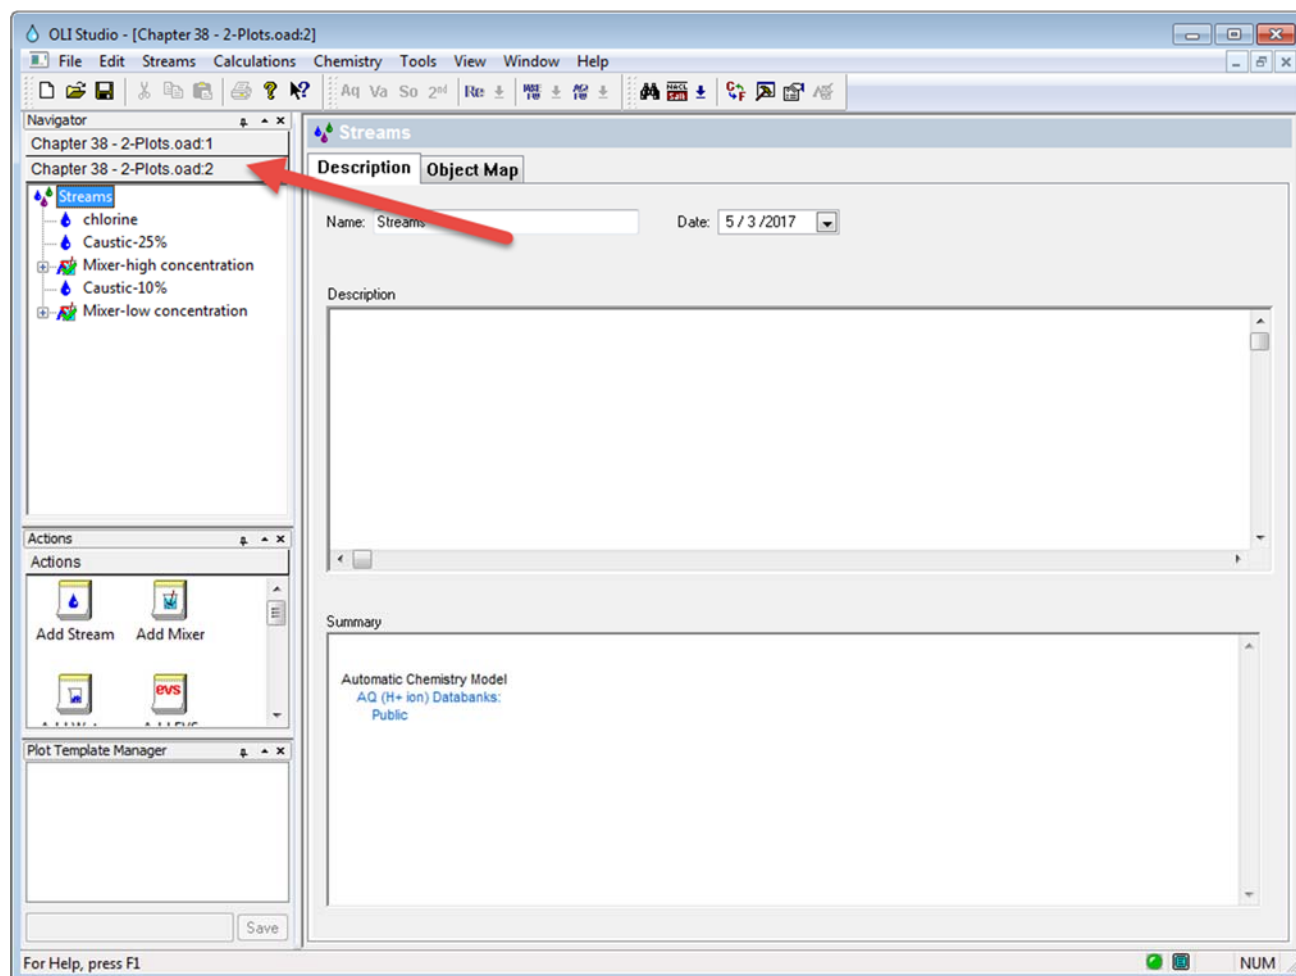 OLI Studio - [Chapter 38 - 2-Plots.oad:2]
File Edit Streams Calculations Chemistry Tools View Window Help
Aq Va So 2nd
Navigator
Chapter 38 - 2-Plots.oad:1
Chapter 38 - 2-Plots.oad:2
Streams
chlorine
Caustic-25%
Mixer-high concentration
Caustic-10%
Mixer-low concentration
Streams
Description Object Map
Name: Streams Date: 5 / 3 /2017
Description
Summary
Automatic Chemistry Model
AQ (H+ ion) Databanks:
Public
Actions
Actions
Add Stream Add Mixer
evs
Plot Template Manager
Save
For Help, press F1 NUM